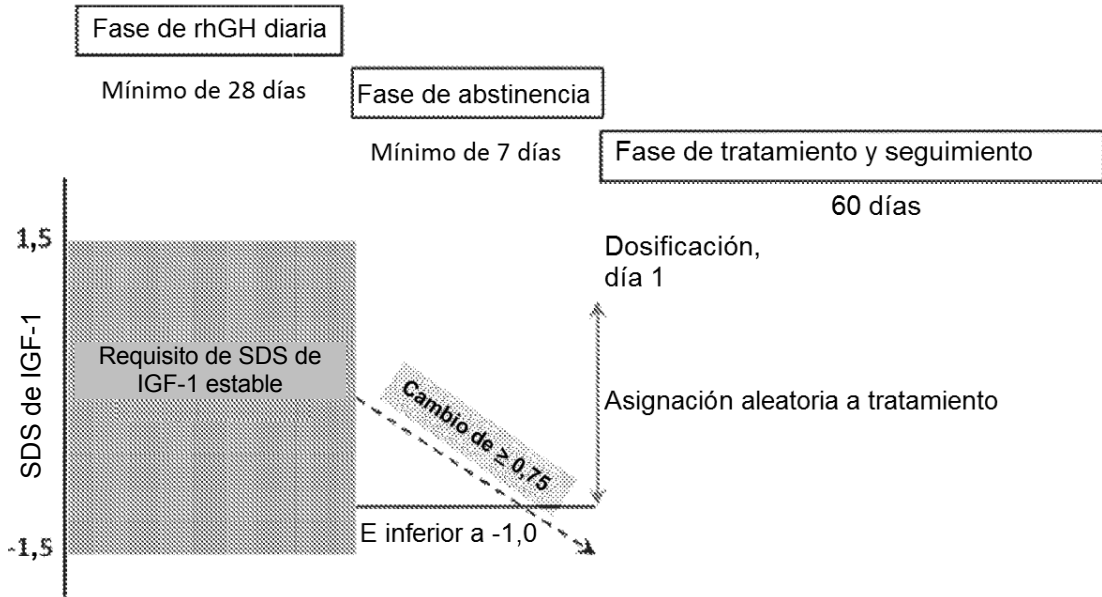 Fase de rhGH diaria
Mínimo de 28 días
Fase de abstinencia
Mínimo de 7 días
Fase de tratamiento y seguimiento
60 días
Dosificación,
día 1
1,5
SDS de IGF-1
Requisito de SDS de
IGF-1 estable
Cambio de ≥ 0,75
Asignación aleatoria a tratamiento
E inferior a -1,0
-1,5